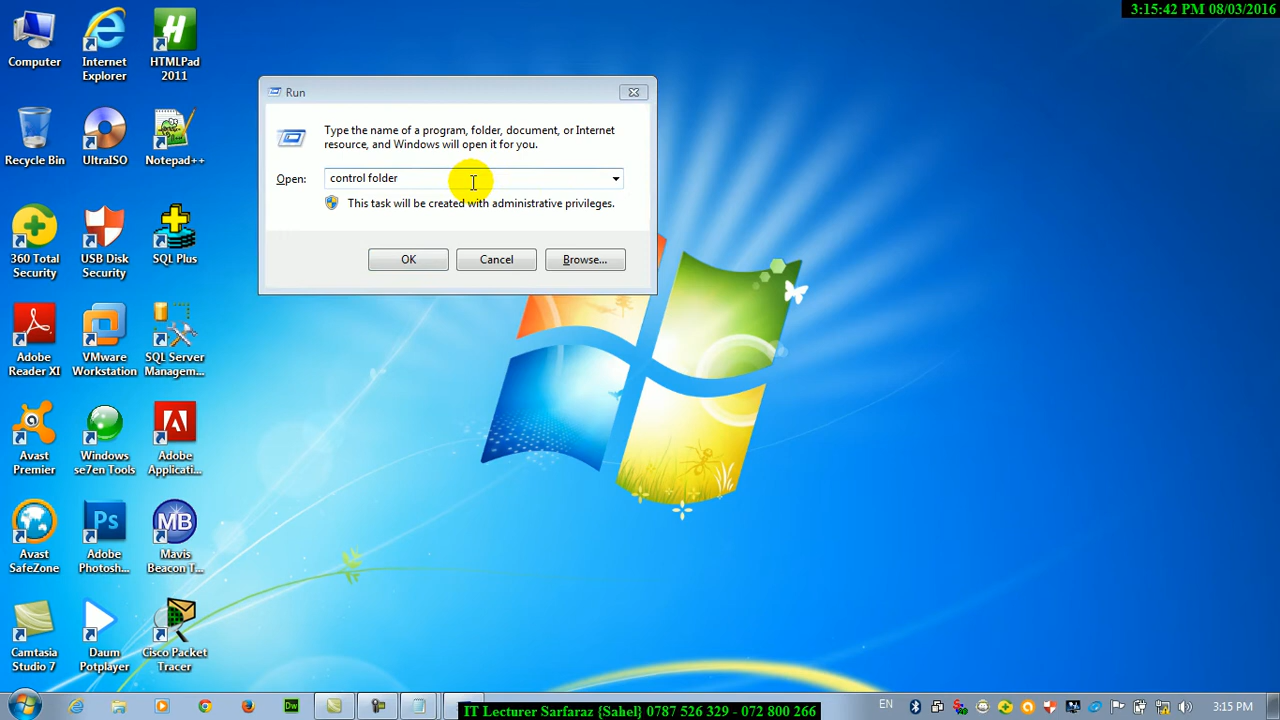 3:15:42 PM 08/03/2016
Computer
Internet
Explorer
HTMLPad
2011
Recycle Bin
UltraISO
Notepad++
360 Total
Security
USB Disk
Security
SQL Plus
Adobe
Reader XI
VMware
Workstation
SQL Server
Managem...
Avast
Premier
Windows
se7en Tools
Adobe
Applicati...
Avast
SafeZone
Adobe
Photosh...
Mavis
Beacon T...
Camtasia
Studio 7
Daum
Potplayer
Cisco Packet
Tracer
Run
Type the name of a program, folder, document, or Internet
resource, and Windows will open it for you.
Open:
control folder
This task will be created with administrative privileges.
OK
Cancel
Browse...
H
MB
Ps
Dw
IT Lecturer Sarfaraz {Sahel} 0787 526 329 - 072 800 266
EN
3:15 PM